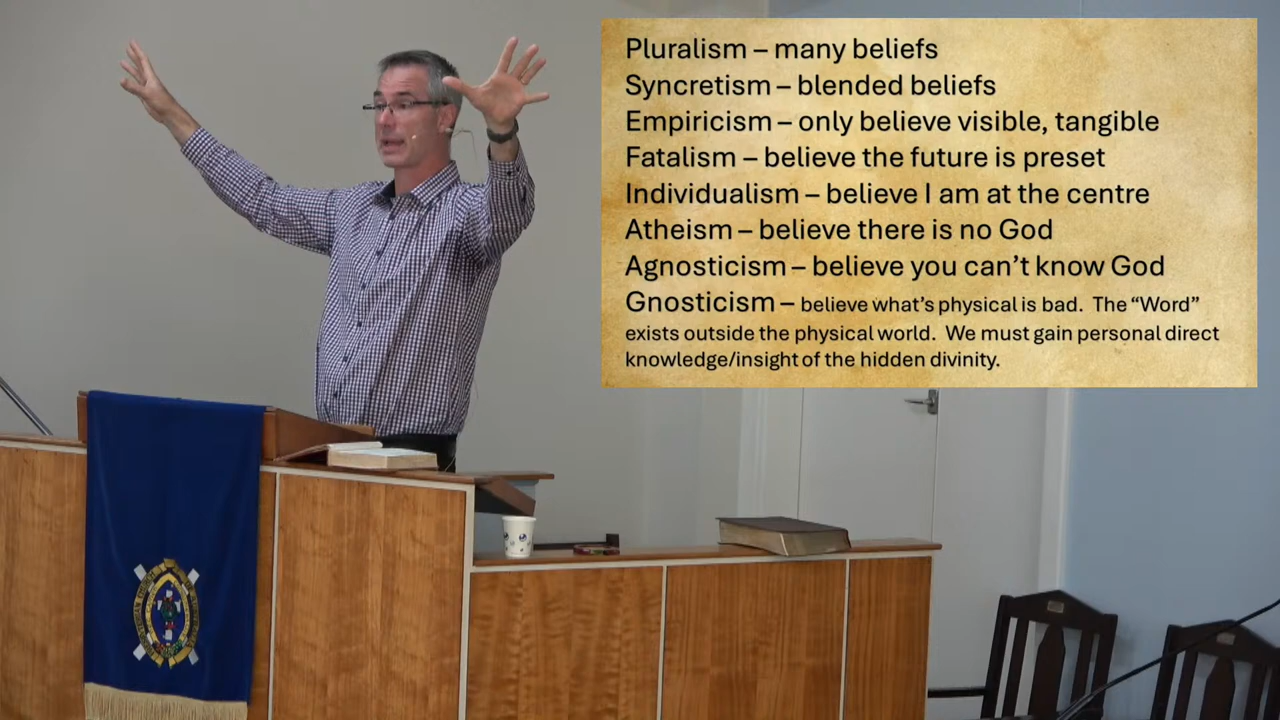 Pluralism – many beliefs
Syncretism – blended beliefs
Empiricism – only believe visible, tangible
Fatalism – believe the future is preset
Individualism – believe I am at the centre
Atheism – believe there is no God
Agnosticism – believe you can’t know God
Gnosticism – believe what’s physical is bad.  The “Word”
exists outside the physical world.  We must gain personal direct
knowledge/insight of the hidden divinity.